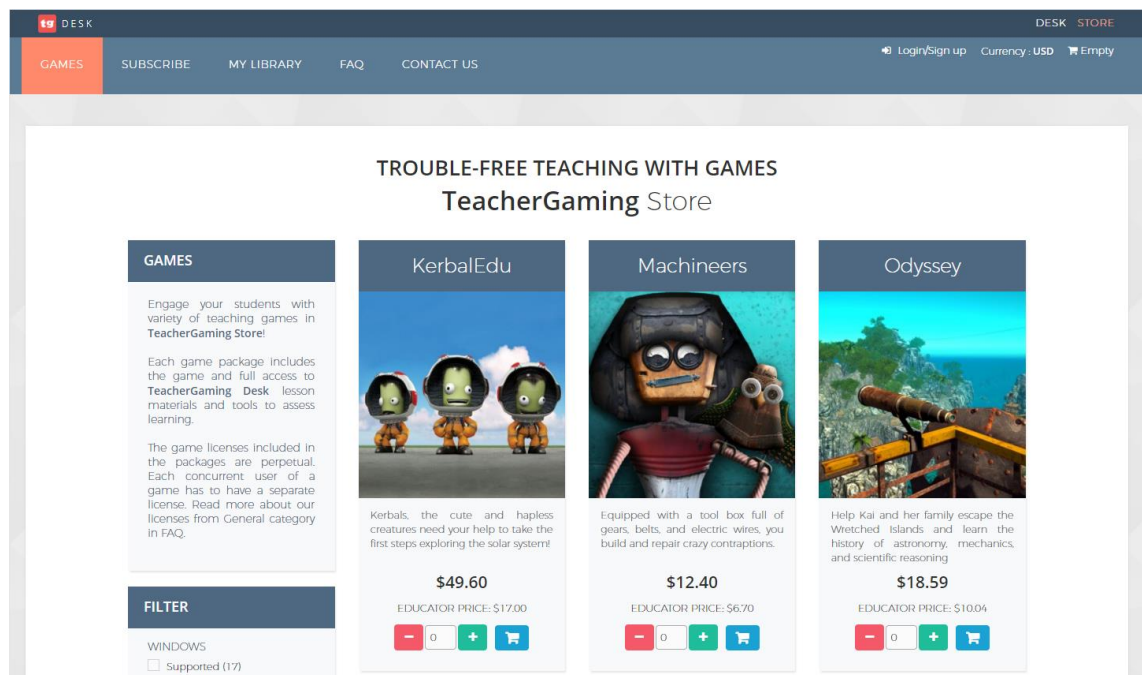 tg DESK
DESK STORE
GAMES SUBSCRIBE MY LIBRARY FAQ CONTACT US
Login/Sign up Currency : USD Empty
TROUBLE-FREE TEACHING WITH GAMES
TeacherGaming Store
GAMES
Engage your students with
variety of teaching games in
TeacherGaming Store!
Each game package includes
the game and full access to
TeacherGaming Desk lesson
materials and tools to assess
learning.
The game licenses included in
the packages are perpetual.
Each concurrent user of a
game has to have a separate
license. Read more about our
licenses from General category
in FAQ.
FILTER
WINDOWS
Supported (17)
KerbalEdu
Kerbals, the cute and hapless
creatures need your help to take the
first steps exploring the solar system!
$49.60
EDUCATOR PRICE: $17.00
- 0 +
Machineers
Equipped with a tool box full of
gears, belts, and electric wires, you
build and repair crazy contraptions.
$12.40
EDUCATOR PRICE: $6.70
- 0 +
Odyssey
Help Kai and her family escape the
Wretched Islands and learn the
history of astronomy, mechanics,
and scientific reasoning
$18.59
EDUCATOR PRICE: $10.04
- 0 +